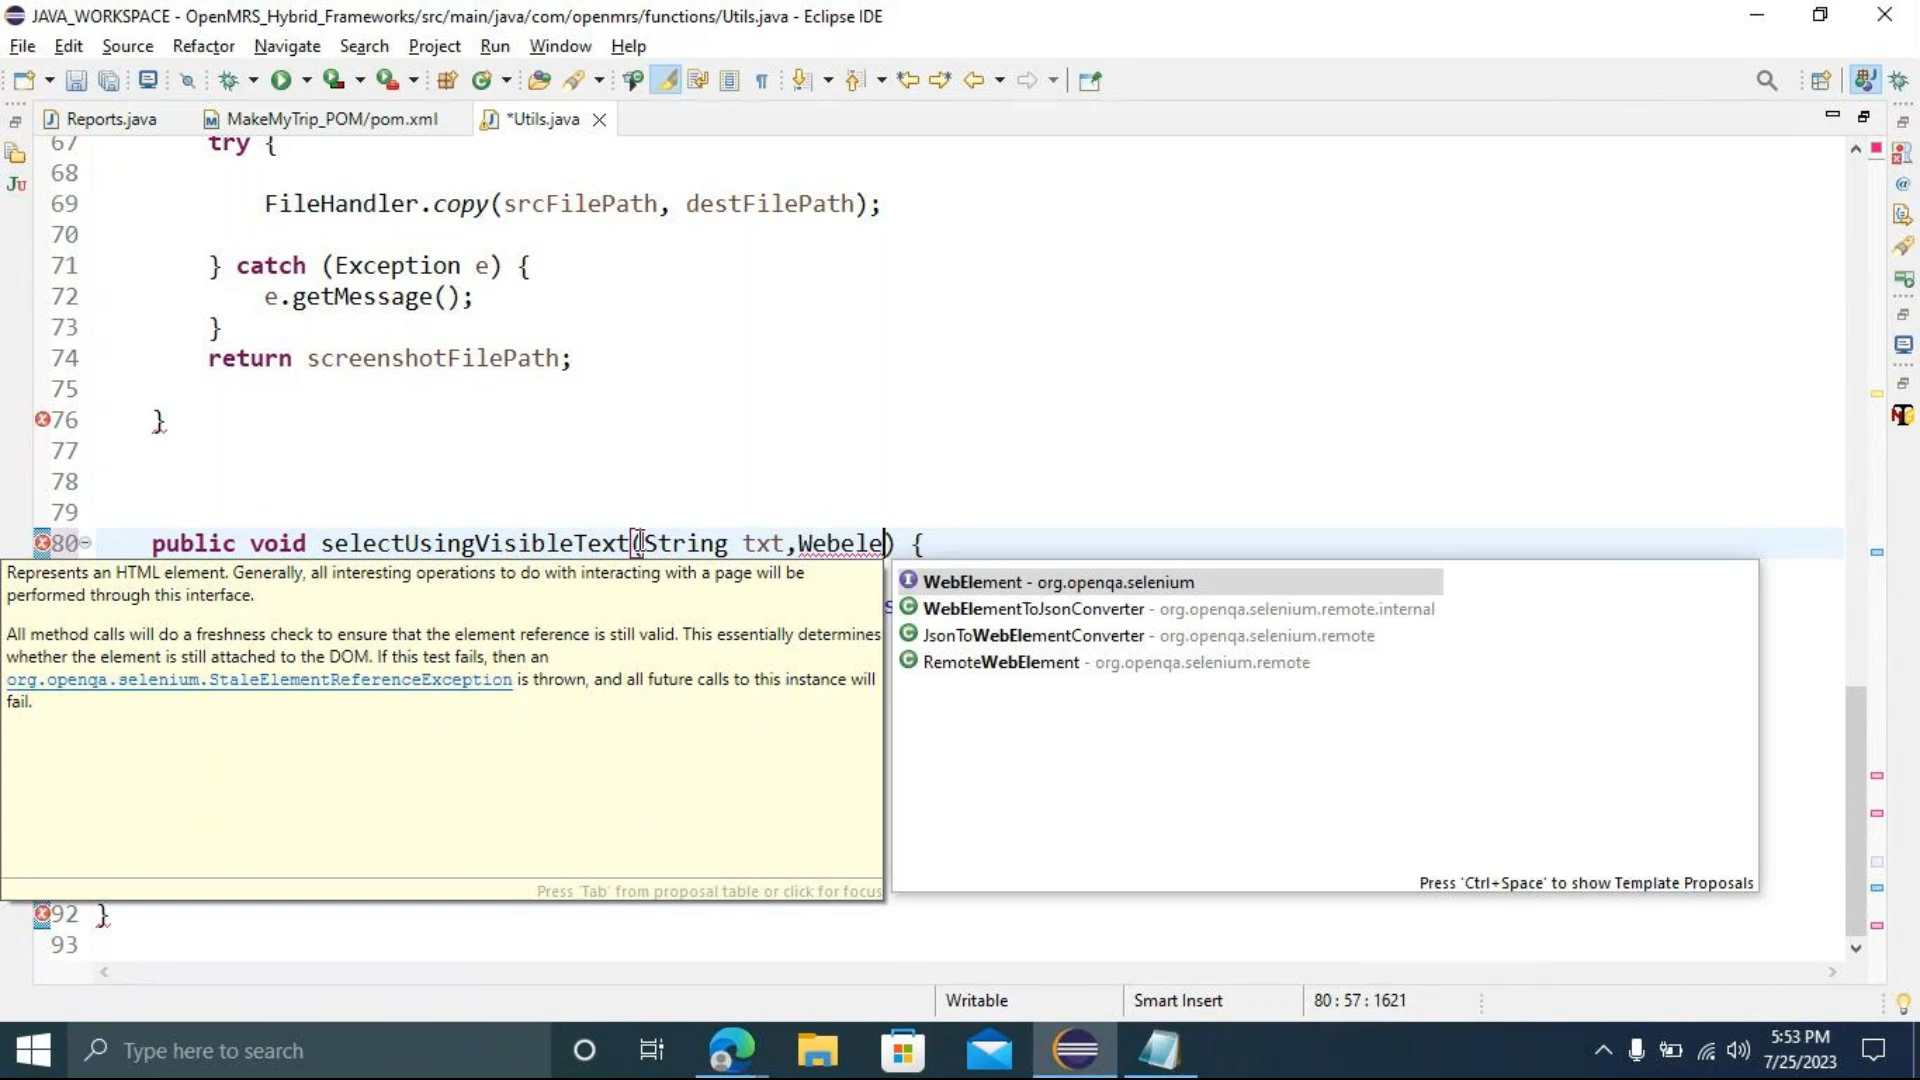 JAVA_WORKSPACE - OpenMRS_Hybrid_Frameworks/src/main/java/com/openmrs/functions/Utils.java - Eclipse IDE
File Edit Source Refactor Navigate Search Project Run Window Help
Reports.java MakeMyTrip_POM/pom.xml *Utils.java
67 try {
68
69 FileHandler.copy(srcFilePath, destFilePath);
70
71 } catch (Exception e) {
72 e.getMessage();
73 }
74 return screenshotFilePath;
75
76 }
77
78
79
80 public void selectUsingVisibleText(String txt,Webele) {
Represents an HTML element. Generally, all interesting operations to do with interacting with a page will be
performed through this interface.
All method calls will do a freshness check to ensure that the element reference is still valid. This essentially determines
whether the element is still attached to the DOM. If this test fails, then an
org.openqa.selenium.StaleElementReferenceException is thrown, and all future calls to this instance will
fail.
Press 'Tab' from proposal table or click for focus
WebElement - org.openqa.selenium
WebElementToJsonConverter - org.openqa.selenium.remote.internal
JsonToWebElementConverter - org.openqa.selenium.remote
RemoteWebElement - org.openqa.selenium.remote
Press 'Ctrl+Space' to show Template Proposals
92 }
93
Writable Smart Insert 80 : 57 : 1621
Type here to search
5:53 PM
7/25/2023